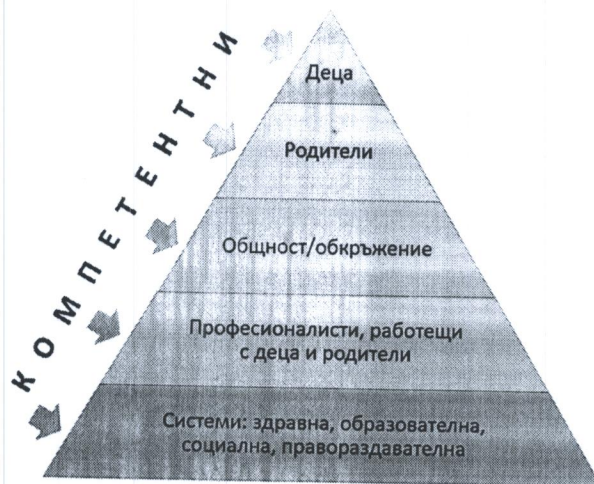 КОМПЕТЕНТНИ
Деца
Родители
Общност/обкръжение
Професионалисти, работещи
с деца и родители
Системи: здравна, образователна,
социална, правораздавателна